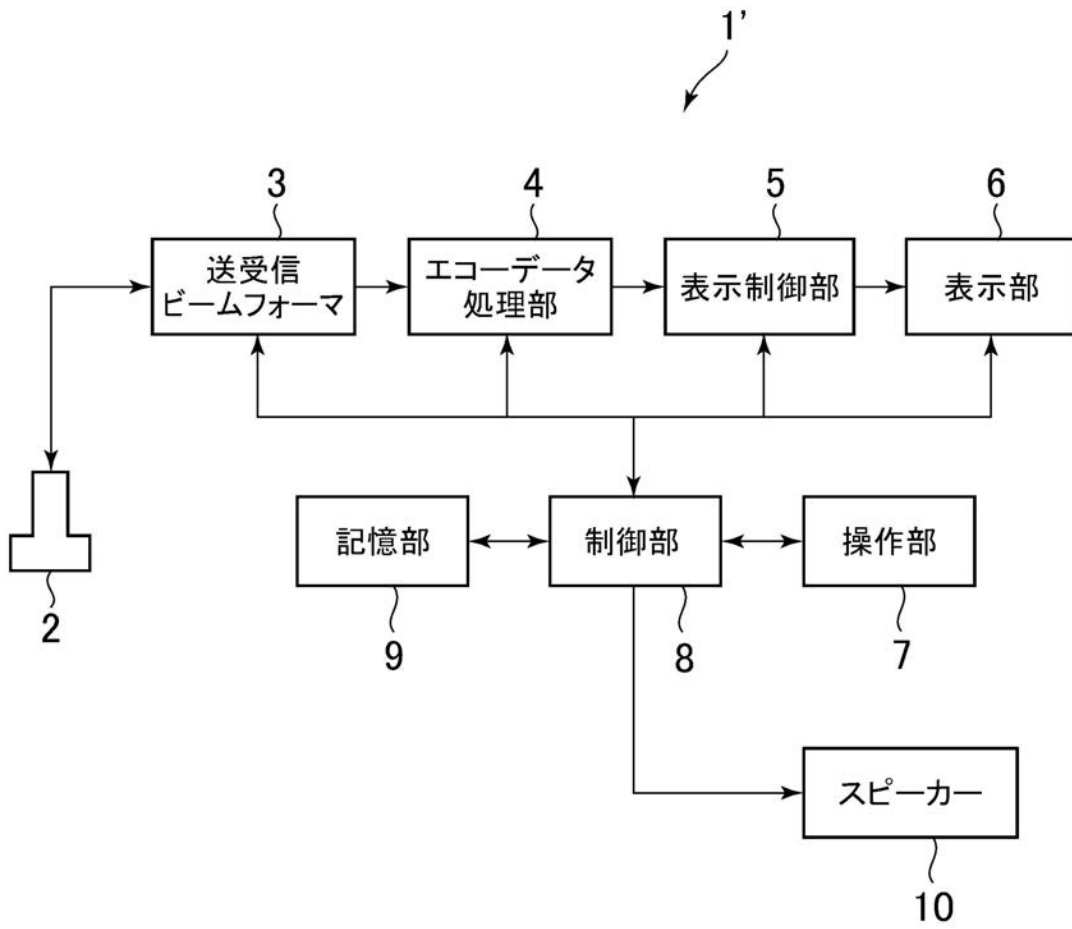 1’
3
4
5
6
送受信
ビームフォーマ
エコーデータ
処理部
表示制御部
表示部
2
記憶部
制御部
操作部
9
8
7
スピーカー
10